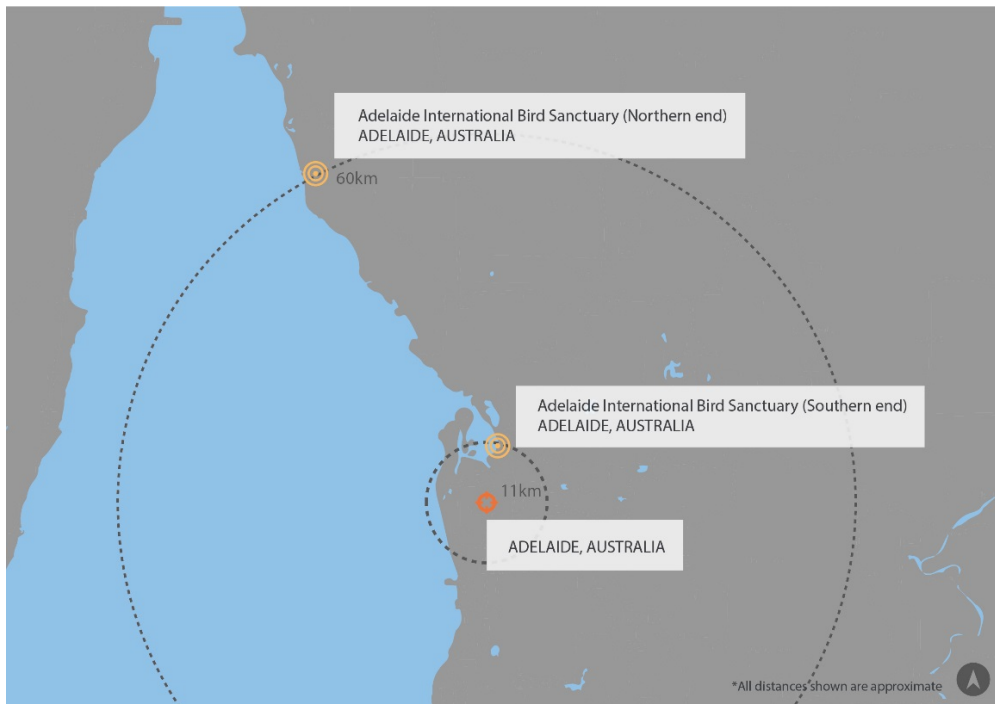 Adelaide International Bird Sanctuary (Northern end)
ADELAIDE, AUSTRALIA
60km
Adelaide International Bird Sanctuary (Southern end)
ADELAIDE, AUSTRALIA
11km
ADELAIDE, AUSTRALIA
*All distances shown are approximate